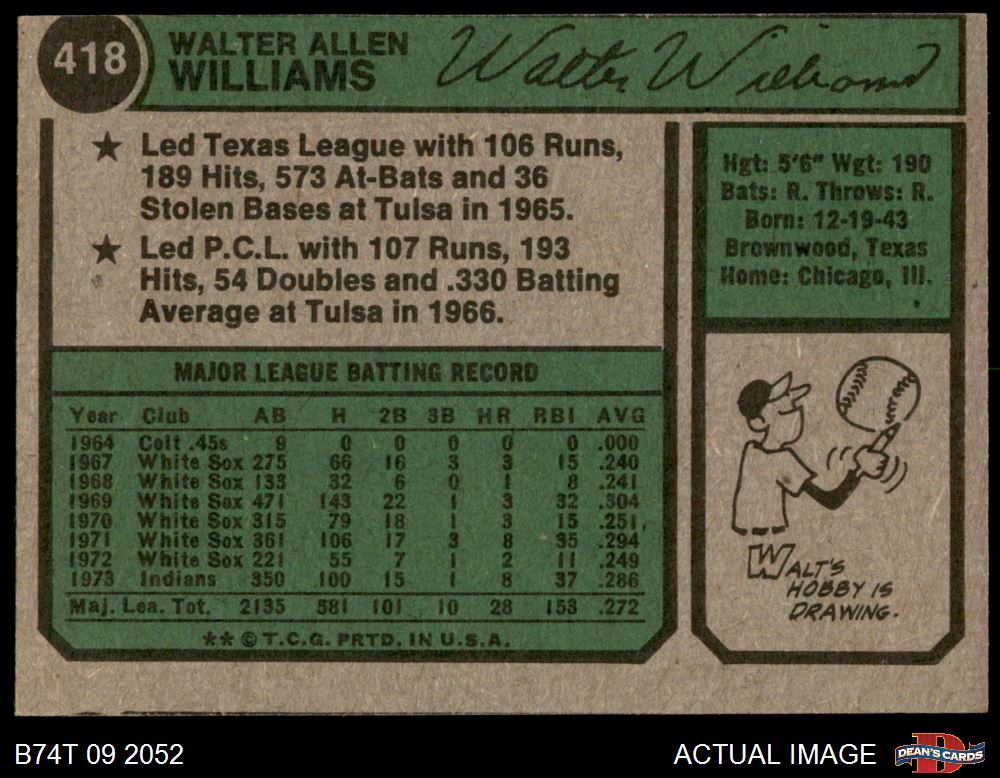 418
WALTER ALLEN
WILLIAMS
Walter Williams
★ Led Texas League with 106 Runs,
189 Hits, 573 At-Bats and 36
Stolen Bases at Tulsa in 1965.
★ Led P.C.L. with 107 Runs, 193
Hits, 54 Doubles and .330 Batting
Average at Tulsa in 1966.
Hgt: 5'6" Wgt: 190
Bats: R. Throws: R.
Born: 12-19-43
Brownwood, Texas
Home: Chicago, Ill.
MAJOR LEAGUE BATTING RECORD
Year Club AB H 2B 3B HR RBI AVG
1964 Colt .45s 9 0 0 0 0 0 .000
1967 White Sox 275 66 16 3 3 15 .240
1968 White Sox 133 32 6 0 1 8 .241
1969 White Sox 471 143 22 1 3 32 .304
1970 White Sox 315 79 18 1 3 15 .251
1971 White Sox 361 106 17 3 8 35 .294
1972 White Sox 221 55 7 1 2 11 .249
1973 Indians 350 100 15 1 8 37 .286
Maj. Lea. Tot. 2135 581 101 10 28 153 .272
** © T.C.G. PRTD. IN U.S.A.
WALT'S
HOBBY IS
DRAWING.
B74T 09 2052
ACTUAL IMAGE
DEAN'S CARDS